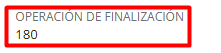 OPERACIÓN DE FINALIZACIÓN
180